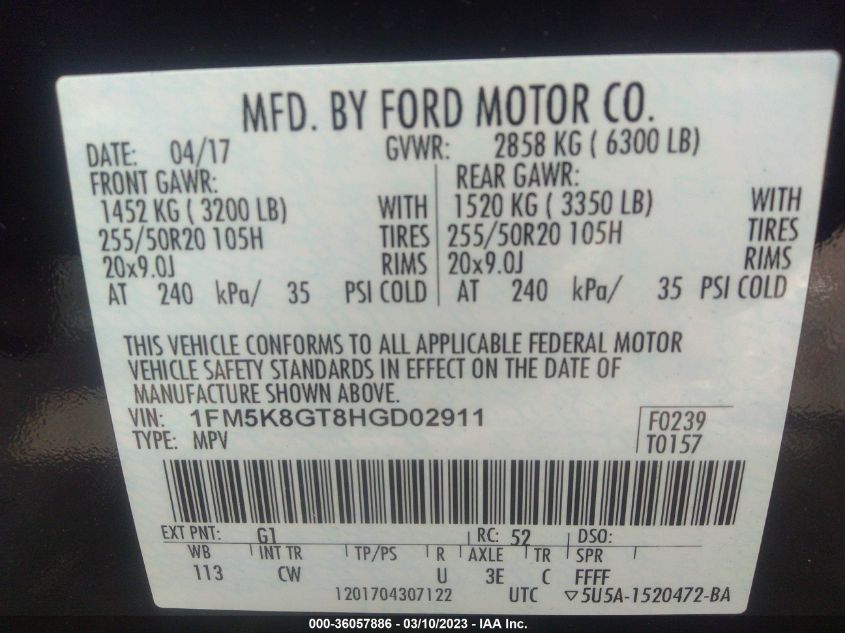 MFD. BY FORD MOTOR CO.
DATE: 04/17 GVWR: 2858 KG ( 6300 LB)
FRONT GAWR: REAR GAWR:
1452 KG ( 3200 LB) WITH 1520 KG ( 3350 LB) WITH
255/50R20 105H TIRES 255/50R20 105H TIRES
20x9.0J RIMS 20x9.0J RIMS
AT 240 kPa/ 35 PSI COLD AT 240 kPa/ 35 PSI COLD
THIS VEHICLE CONFORMS TO ALL APPLICABLE FEDERAL MOTOR
VEHICLE SAFETY STANDARDS IN EFFECT ON THE DATE OF
MANUFACTURE SHOWN ABOVE.
VIN: 1FM5K8GT8HGD02911 F0239
TYPE: MPV T0157
EXT PNT: G1 RC: 52 DSO:
WB INT TR TP/PS R AXLE TR SPR
113 CW U 3E C FFFF
1201704307122 UTC ▽5U5A-1520472-BA
000-36057886 - 03/10/2023 - IAA Inc.